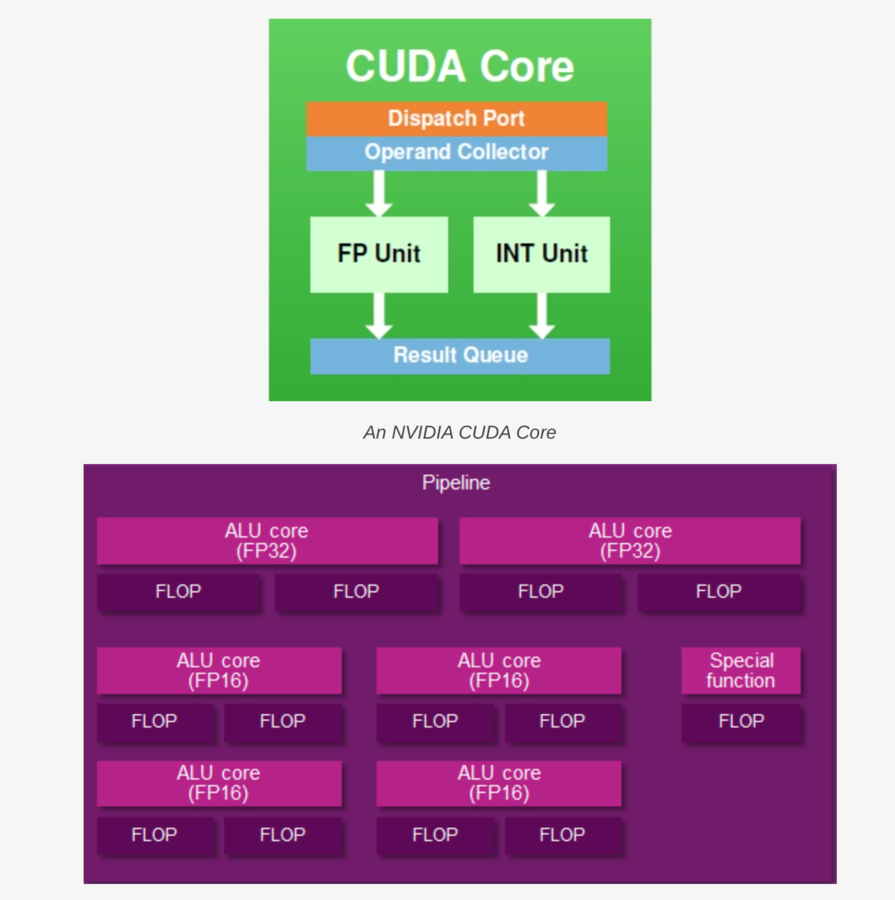 CUDA Core
Dispatch Port
Operand Collector
FP Unit INT Unit
Result Queue
An NVIDIA CUDA Core
Pipeline
ALU core ALU core
(FP32) (FP32)
FLOP FLOP FLOP FLOP
ALU core ALU core Special
(FP16) (FP16) function
FLOP FLOP FLOP FLOP FLOP
ALU core ALU core
(FP16) (FP16)
FLOP FLOP FLOP FLOP